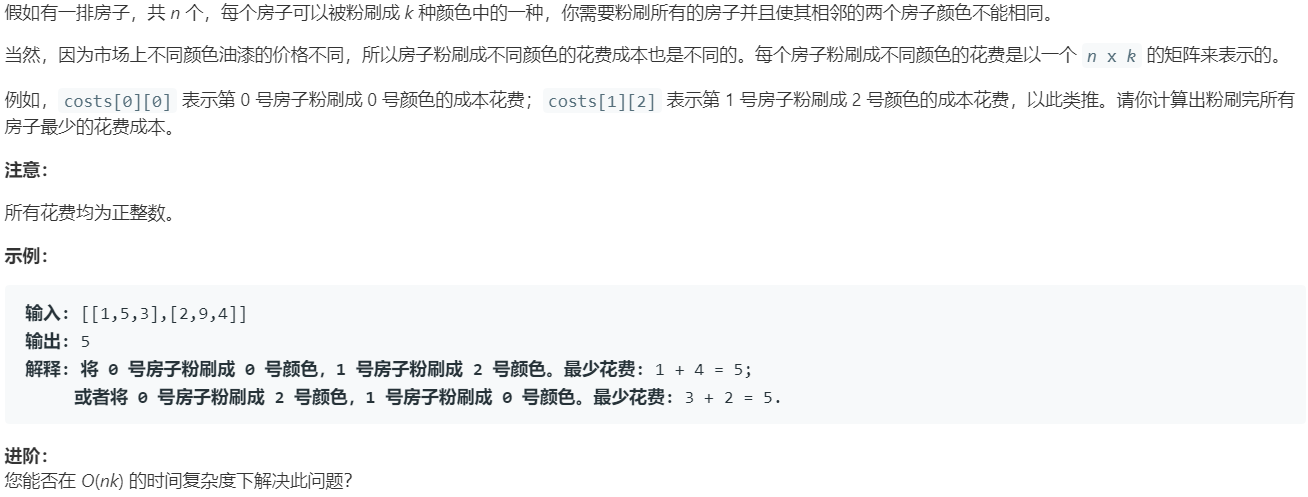 假如有一排房子，共 n 个，每个房子可以被粉刷成 k 种颜色中的一种，你需要粉刷所有的房子并且使其相邻的两个房子颜色不能相同。
当然，因为市场上不同颜色油漆的价格不同，所以房子粉刷成不同颜色的花费成本也是不同的。每个房子粉刷成不同颜色的花费是以一个 n x k 的矩阵来表示的。
例如，costs[0][0] 表示第 0 号房子粉刷成 0 号颜色的成本花费；costs[1][2] 表示第 1 号房子粉刷成 2 号颜色的成本花费，以此类推。请你计算出粉刷完所有
房子最少的花费成本。
注意：
所有花费均为正整数。
示例：
输入: [[1,5,3],[2,9,4]]
输出: 5
解释: 将 0 号房子粉刷成 0 号颜色，1 号房子粉刷成 2 号颜色。最少花费: 1 + 4 = 5;
或者将 0 号房子粉刷成 2 号颜色，1 号房子粉刷成 0 号颜色。最少花费: 3 + 2 = 5.
进阶：
您能否在 O(nk) 的时间复杂度下解决此问题？